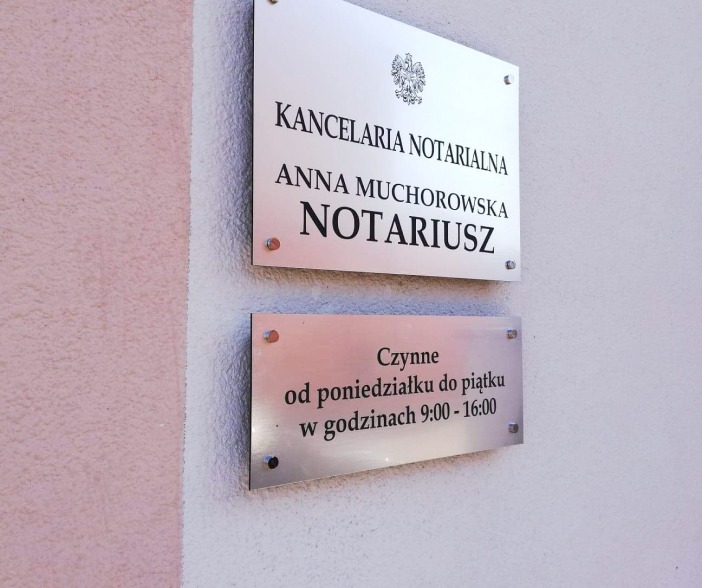 KANCELARIA NOTARIALNA
ANNA MUCHOROWSKA
NOTARIUSZ
Czynne
od poniedziałku do piątku
w godzinach 9:00 - 16:00